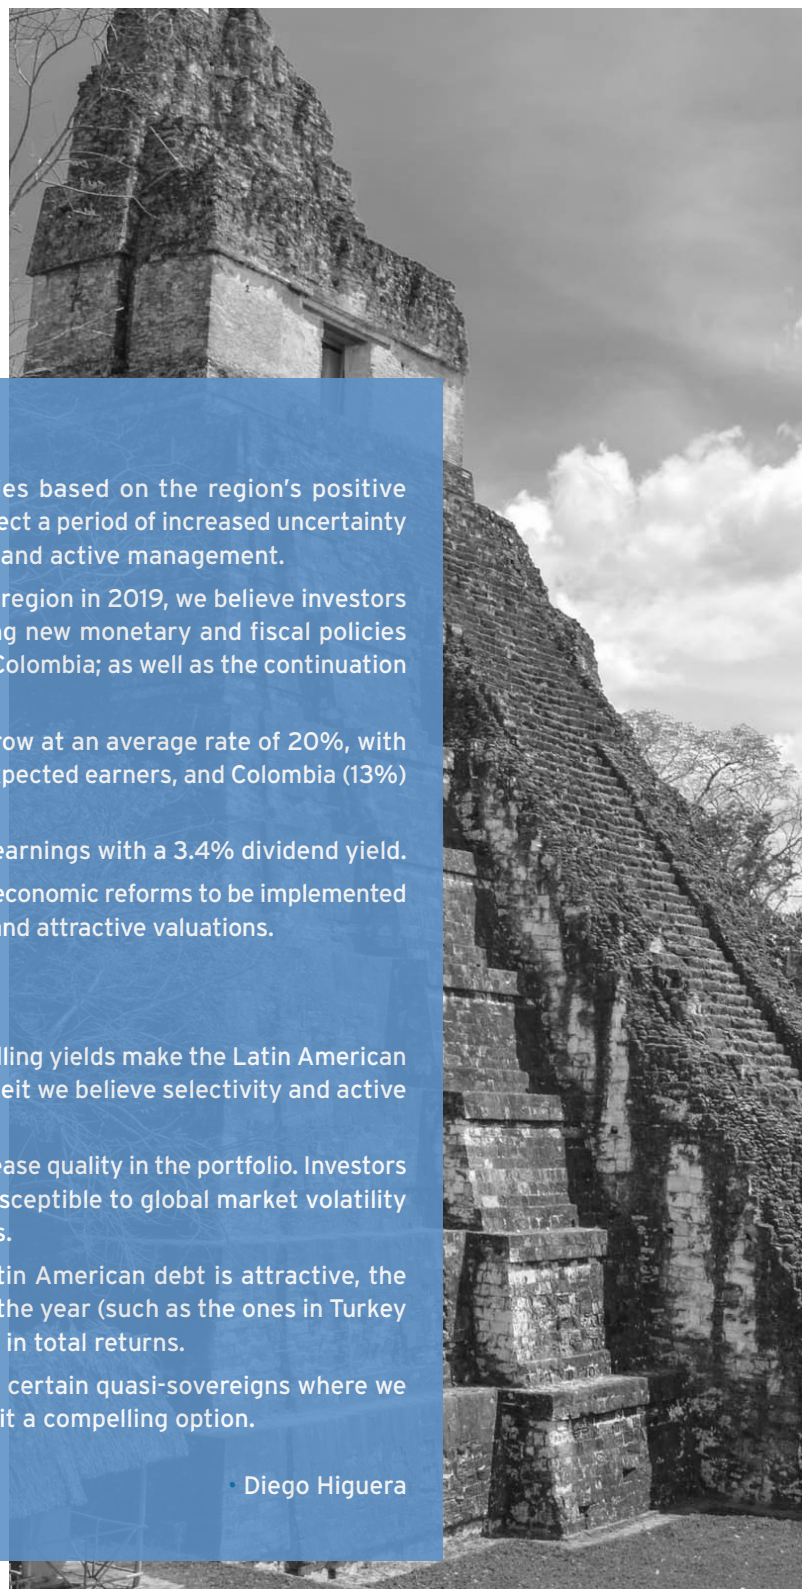 es based on the region's positive
ect a period of increased uncertainty
and active management.
region in 2019, we believe investors
g new monetary and fiscal policies
Colombia; as well as the continuation
row at an average rate of 20%, with
pected earners, and Colombia (13%)
earnings with a 3.4% dividend yield.
economic reforms to be implemented
nd attractive valuations.
lling yields make the Latin American
eit we believe selectivity and active
ease quality in the portfolio. Investors
sceptible to global market volatility
s.
tin American debt is attractive, the
the year (such as the ones in Turkey
in total returns.
certain quasi-sovereigns where we
it a compelling option.
• Diego Higuera